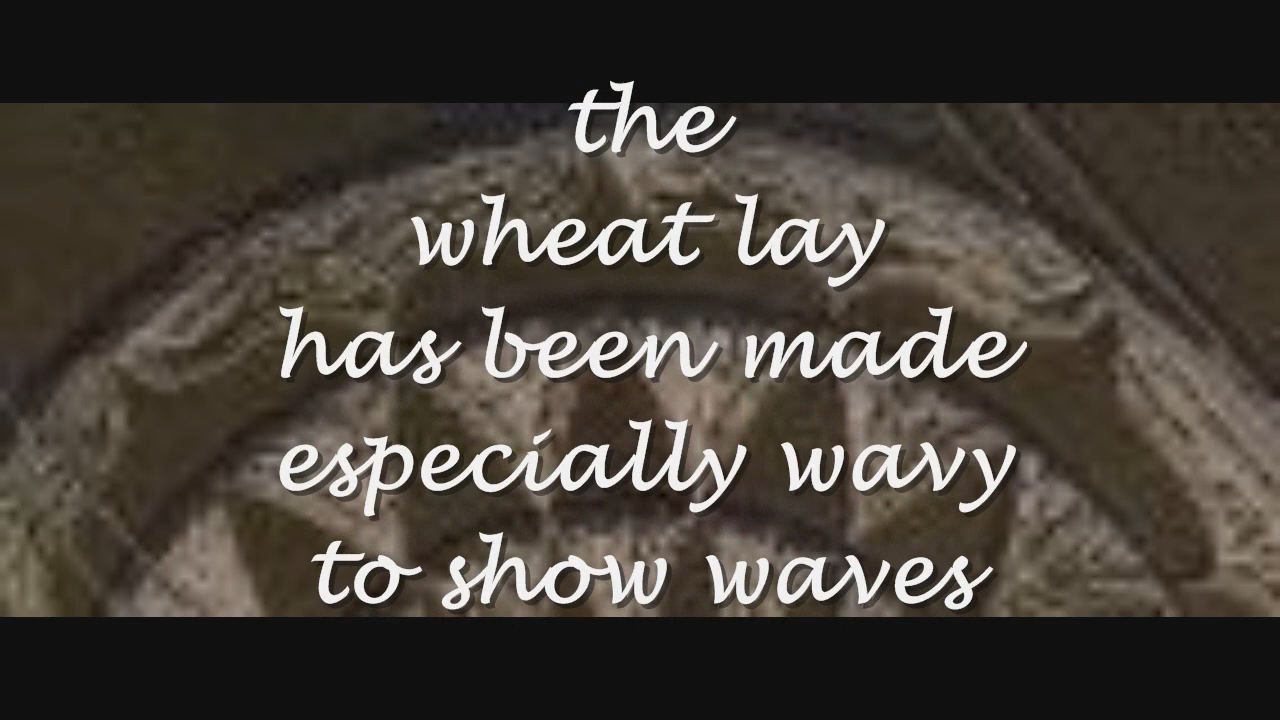 the
wheat lay
has been made
especially wavy
to show waves